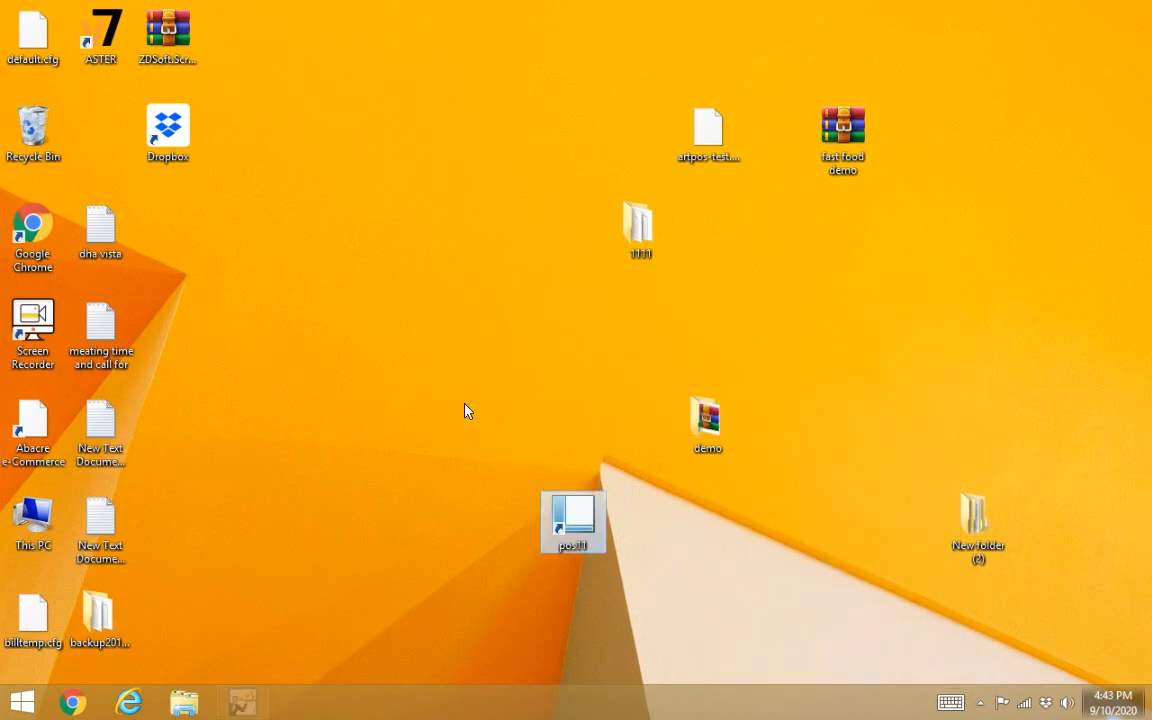 default.cfg
7
ASTER
ZDSoft.Scr...
Recycle Bin
Dropbox
artpos-test....
fast food
demo
Google
Chrome
dha vista
1111
Screen
Recorder
meating time
and call for
Abacre
e-Commerce
New Text
Docume...
demo
This PC
New Text
Docume...
pos11
New folder
(2)
billtemp.cfg
backup201...
4:43 PM
9/10/2020